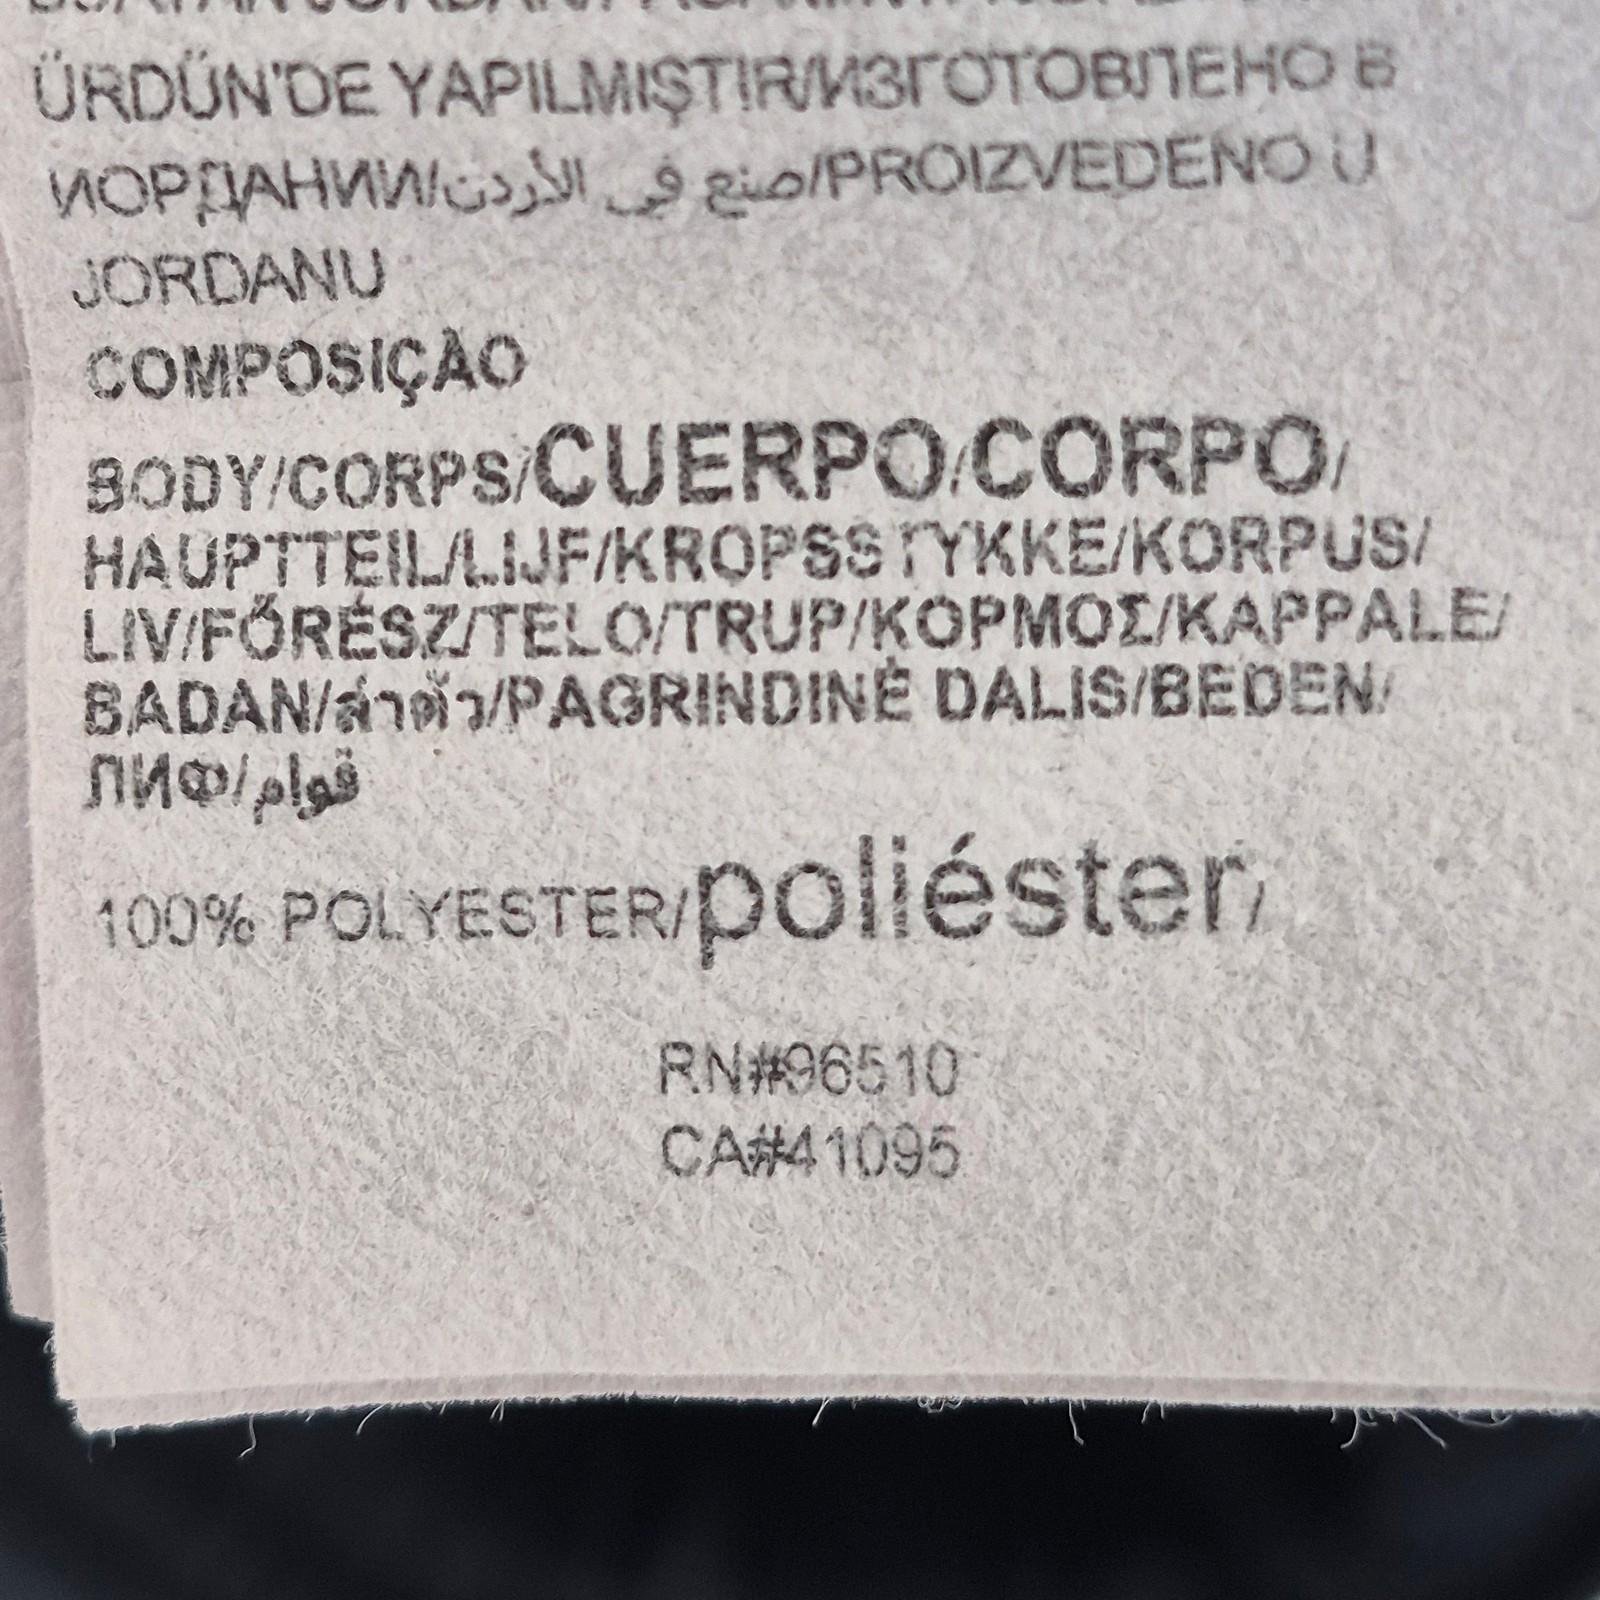 ÜRDÜN'DE YAPILMIŞTIR/ИЗГОТОВЛЕНО В
ИОРДАНИИ/صنع في الأردن/PROIZVEDENO U
JORDANU
COMPOSIÇÃO
BODY/CORPS/CUERPO/CORPO/
HAUPTTEIL/LIJF/KROPSSTYKKE/KORPUS/
LIV/FŐRÉSZ/TELO/TRUP/ΚΟΡΜΟΣ/KAPPALE/
BADAN/ลำตัว/PAGRINDINĖ DALIS/BEDEN/
ЛИФ/قوام
100% POLYESTER/poliéster/
RN#96510
CA#41095